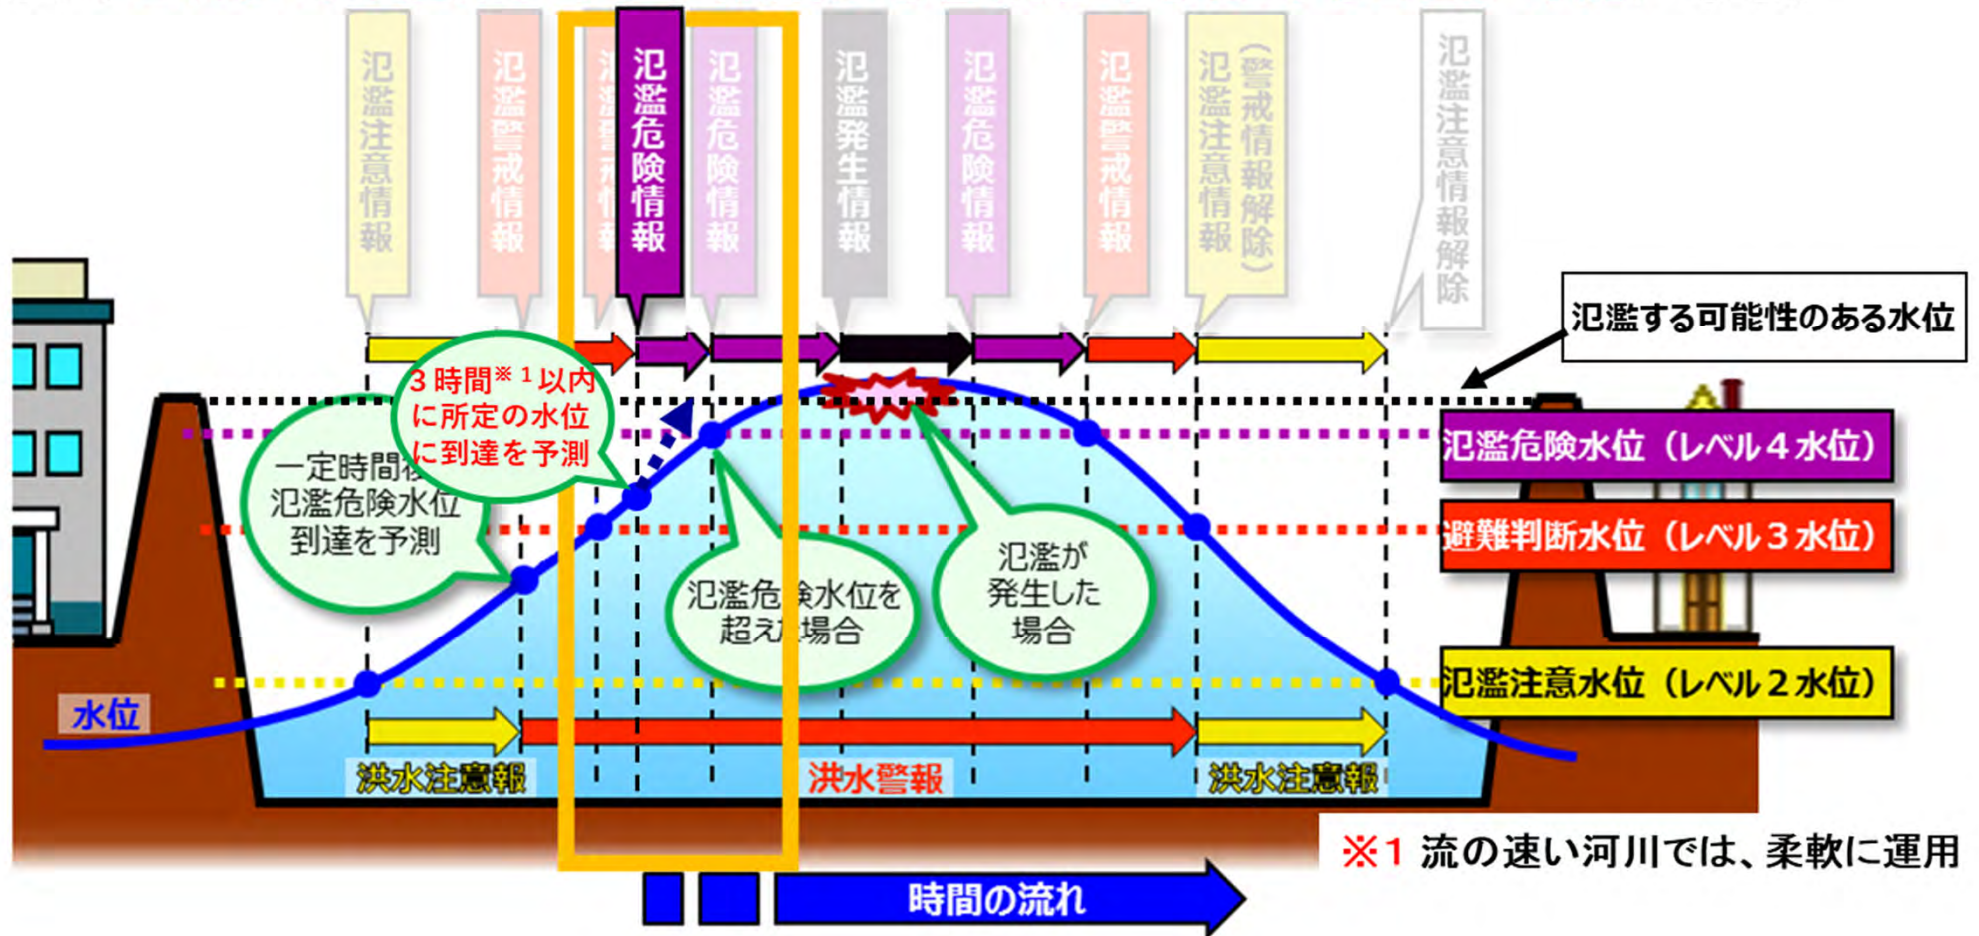 氾濫注意情報
氾濫警戒情報
氾濫警戒情
氾濫危険情報
氾濫危険情報
氾濫発生情報
氾濫危険情報
氾濫警戒情報
氾濫注意情報
(警戒情報解除)
氾濫注意情報解除
氾濫する可能性のある水位
3時間※1以内
に所定の水位
に到達を予測
一定時間後
氾濫危険水位
到達を予測
氾濫危険水位を
超えた場合
氾濫が
発生した
場合
氾濫危険水位(レベル4水位)
避難判断水位(レベル3水位)
氾濫注意水位(レベル2水位)
水位
洪水注意報
洪水警報
洪水注意報
※1 流の速い河川では、柔軟に運用
時間の流れ